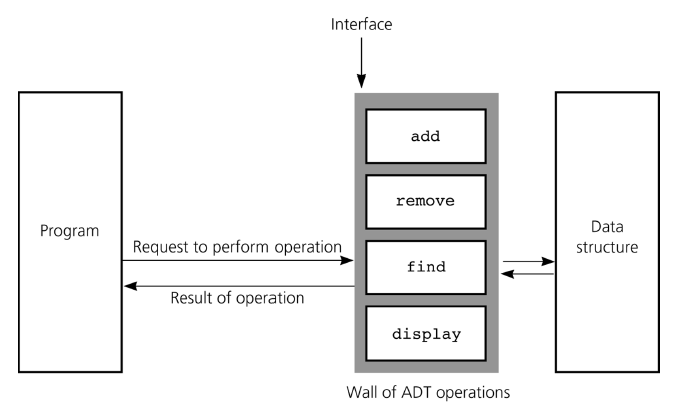 Interface
add
remove
Program
Data
structure
Request to perform operation
find
Result of operation
display
Wall of ADT operations